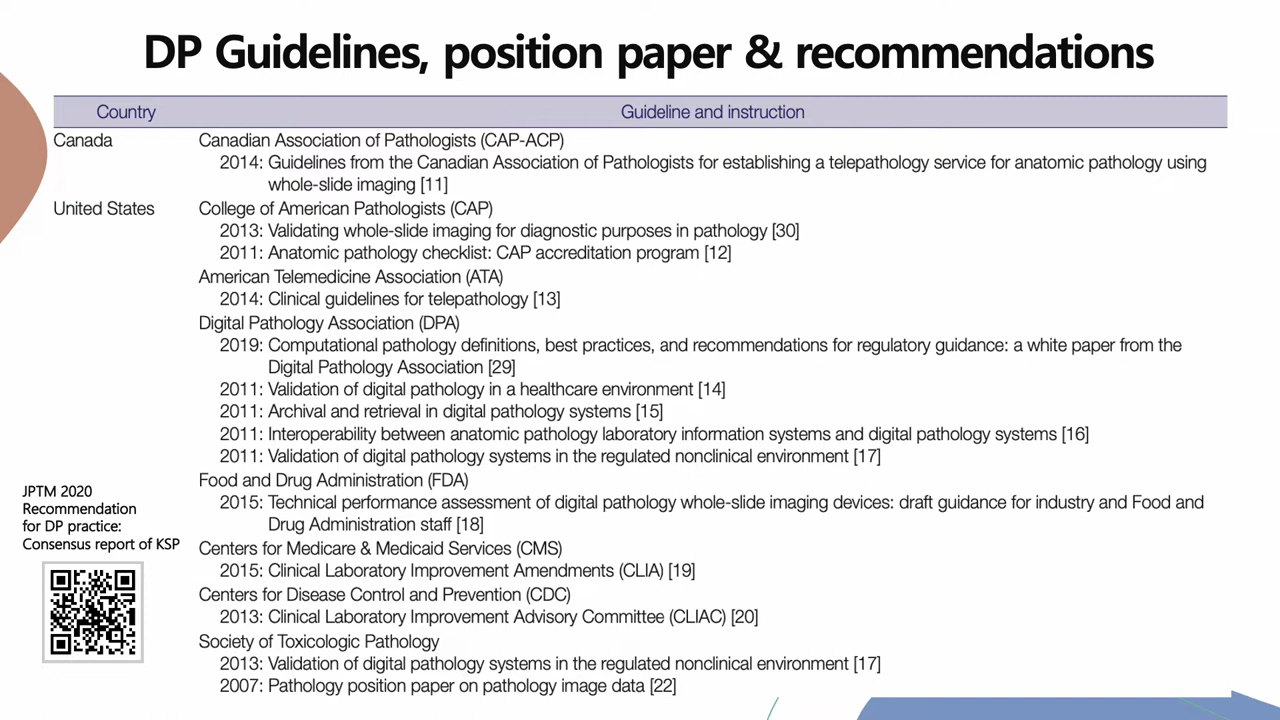 DP Guidelines, position paper & recommendations
Country Guideline and instruction
Canada Canadian Association of Pathologists (CAP-ACP)
2014: Guidelines from the Canadian Association of Pathologists for establishing a telepathology service for anatomic pathology using
whole-slide imaging [11]
United States College of American Pathologists (CAP)
2013: Validating whole-slide imaging for diagnostic purposes in pathology [30]
2011: Anatomic pathology checklist: CAP accreditation program [12]
American Telemedicine Association (ATA)
2014: Clinical guidelines for telepathology [13]
Digital Pathology Association (DPA)
2019: Computational pathology definitions, best practices, and recommendations for regulatory guidance: a white paper from the
Digital Pathology Association [29]
2011: Validation of digital pathology in a healthcare environment [14]
2011: Archival and retrieval in digital pathology systems [15]
2011: Interoperability between anatomic pathology laboratory information systems and digital pathology systems [16]
2011: Validation of digital pathology systems in the regulated nonclinical environment [17]
Food and Drug Administration (FDA)
2015: Technical performance assessment of digital pathology whole-slide imaging devices: draft guidance for industry and Food and
Drug Administration staff [18]
Centers for Medicare & Medicaid Services (CMS)
2015: Clinical Laboratory Improvement Amendments (CLIA) [19]
Centers for Disease Control and Prevention (CDC)
2013: Clinical Laboratory Improvement Advisory Committee (CLIAC) [20]
Society of Toxicologic Pathology
2013: Validation of digital pathology systems in the regulated nonclinical environment [17]
2007: Pathology position paper on pathology image data [22]
JPTM 2020
Recommendation
for DP practice:
Consensus report of KSP